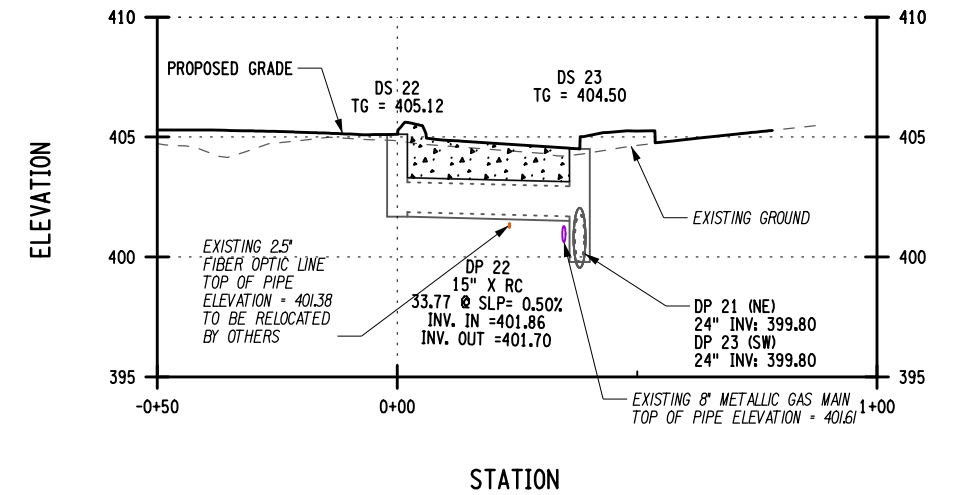 410
410
PROPOSED GRADE
DS 22
TG = 405.12
DS 23
TG = 404.50
405
405
ELEVATION
EXISTING GROUND
EXISTING 2.5"
FIBER OPTIC LINE
TOP OF PIPE
ELEVATION = 401.38
TO BE RELOCATED
BY OTHERS
400
400
DP 22
15" X RC
33.77 @ SLP= 0.50%
INV. IN =401.86
INV. OUT =401.70
DP 21 (NE)
24" INV: 399.80
DP 23 (SW)
24" INV: 399.80
395
395
EXISTING 8" METALLIC GAS MAIN
TOP OF PIPE ELEVATION = 401.61
-0+50
0+00
1+00
STATION